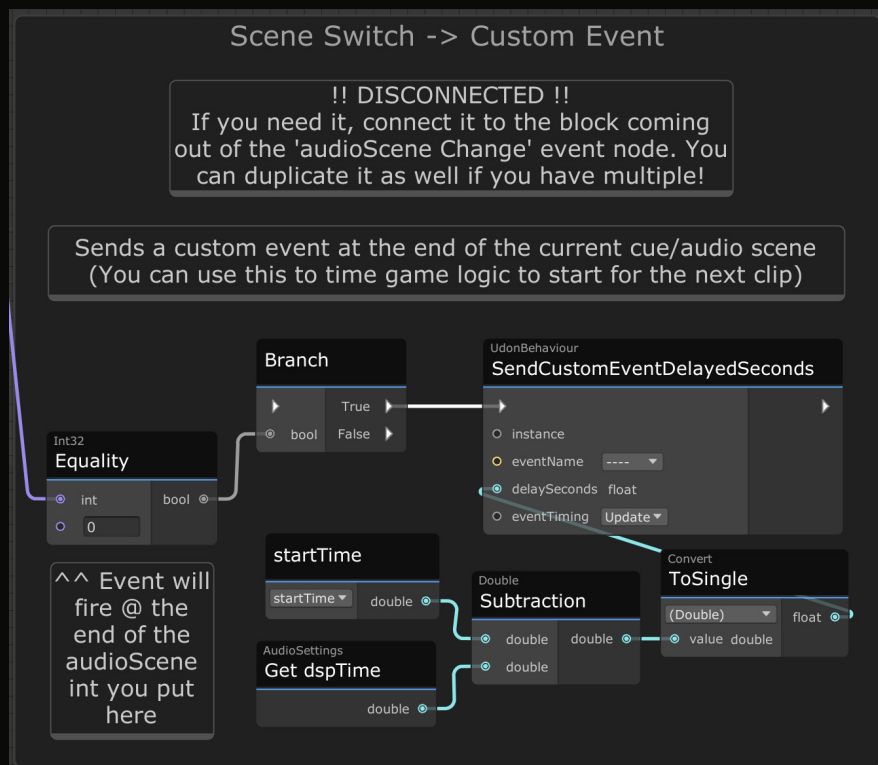 Scene Switch -> Custom Event
!! DISCONNECTED !!
If you need it, connect it to the block coming
out of the 'audioScene Change' event node. You
can duplicate it as well if you have multiple!
Sends a custom event at the end of the current cue/audio scene
(You can use this to time game logic to start for the next clip)
Branch
True
bool
False
UdonBehaviour
SendCustomEventDelayedSeconds
instance
eventName
----
delaySeconds float
eventTiming
Update
Int32
Equality
int
bool
0
^^ Event will
fire @ the
end of the
audioScene
int you put
here
startTime
startTime
double
AudioSettings
Get dspTime
double
Double
Subtraction
double
double
double
Convert
ToSingle
(Double)
float
value double